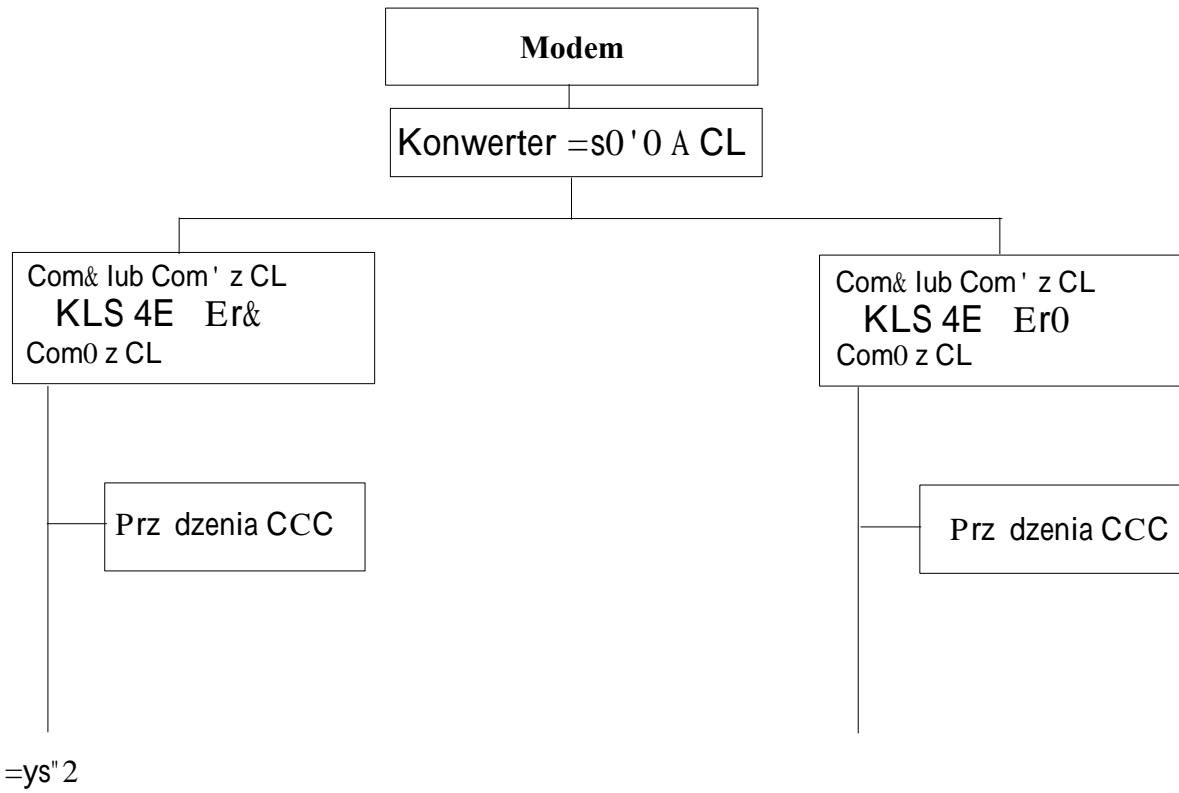 Modem
Konwerter =s0'0 A CL
Com& lub Com' z CL
KLS 4E Er&
Com0 z CL
Com& lub Com' z CL
KLS 4E Er0
Com0 z CL
Prz dzenia CCC
Prz dzenia CCC
=ys"2